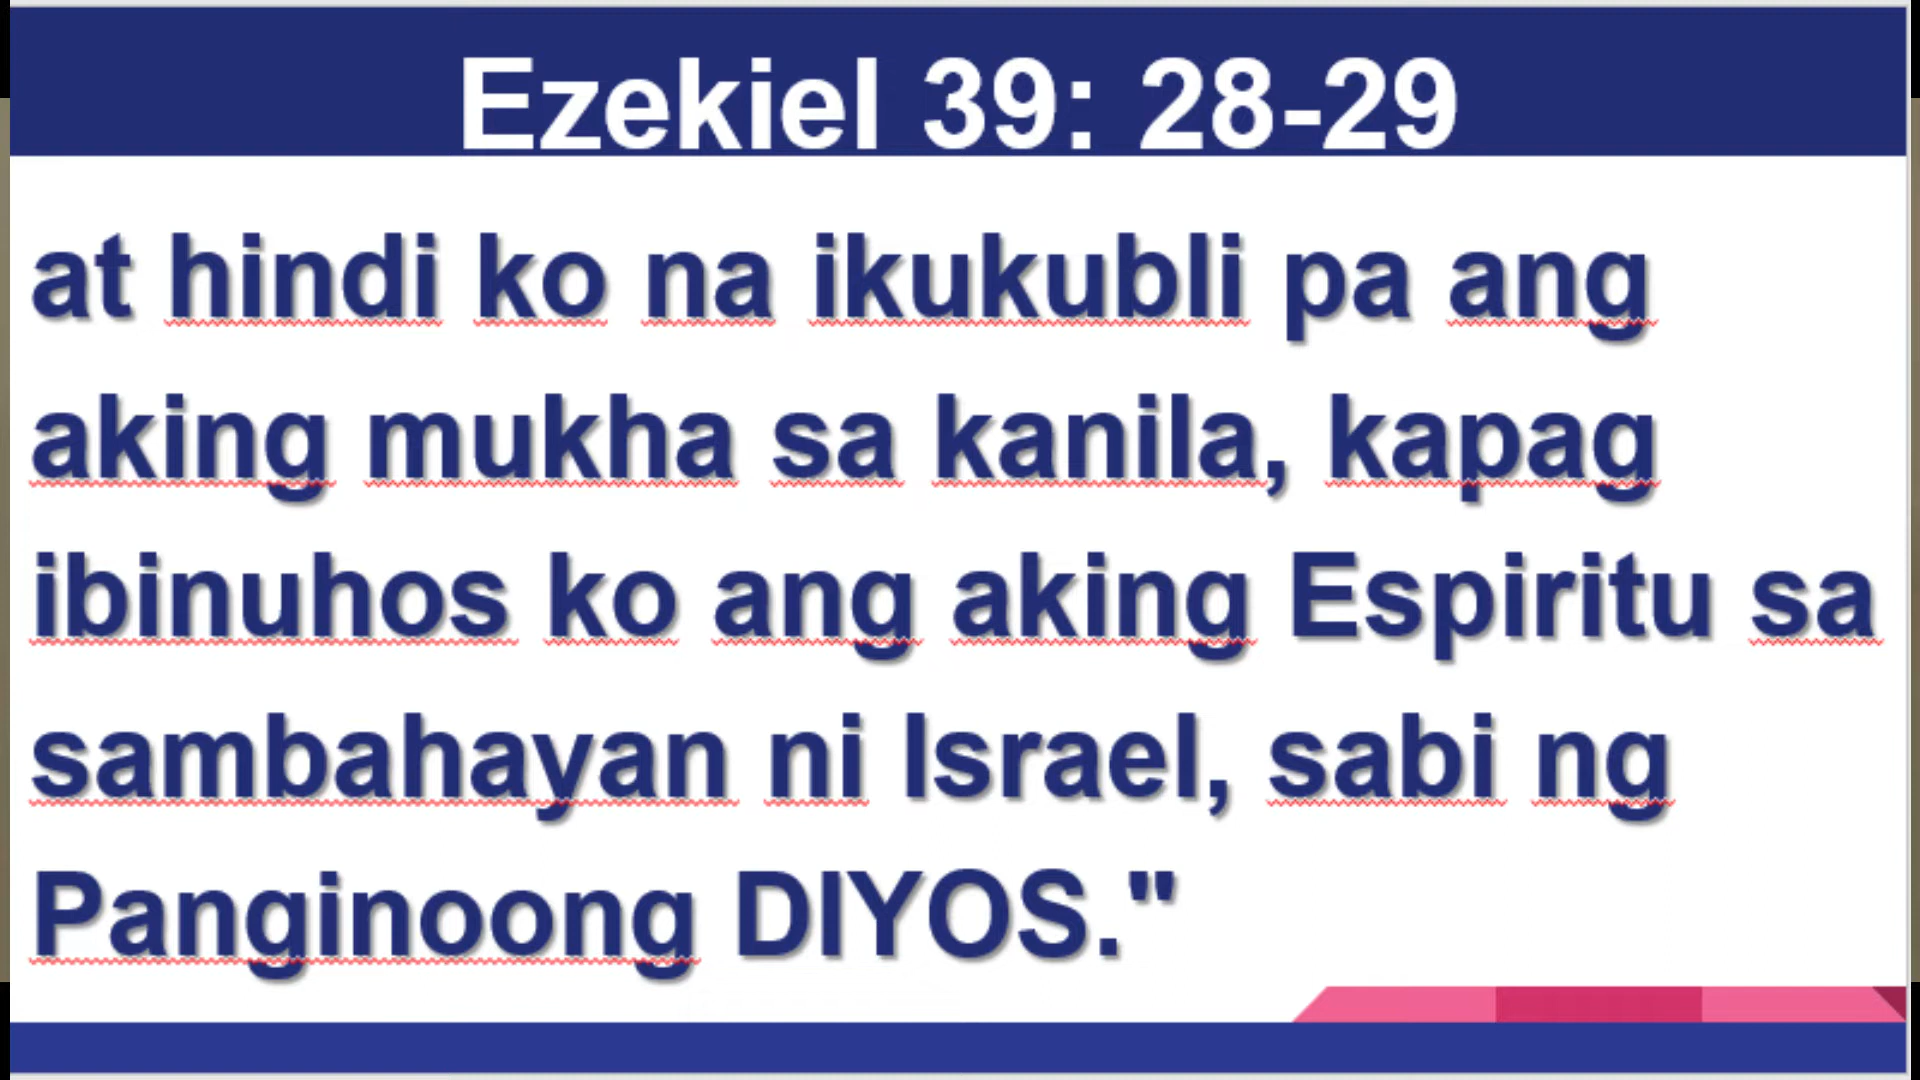 Ezekiel 39: 28-29
at hindi ko na ikukubli pa ang
aking mukha sa kanila, kapag
ibinuhos ko ang aking Espiritu sa
sambahayan ni Israel, sabi ng
Panginoong DIYOS."